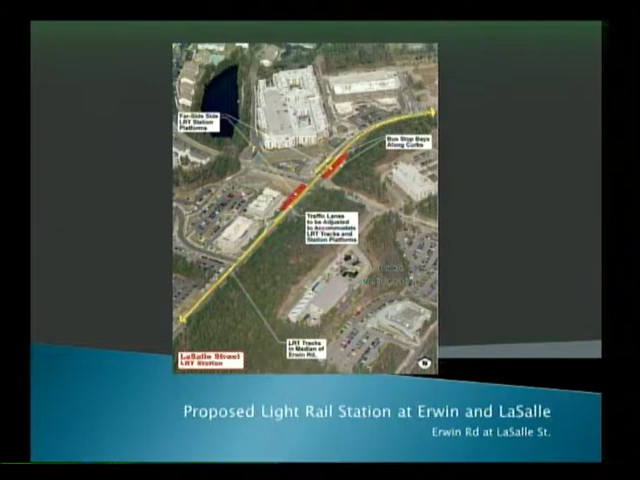 Far-Side Side
LRT Station
Platforms
Bus Stop Bays
Along Curbs
Traffic Lanes
to be Adjusted
to Accommodate
LRT Tracks and
Station Platforms
LRT Tracks
in Median of
Erwin Rd.
LaSalle Street
LRT Station
N
Proposed Light Rail Station at Erwin and LaSalle
Erwin Rd at LaSalle St.